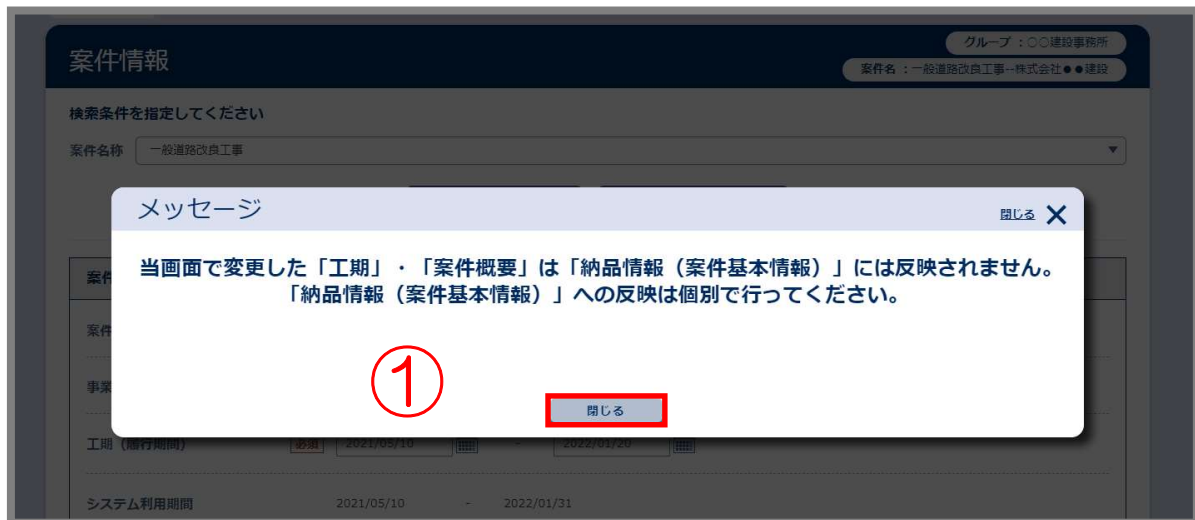 案件情報
グループ ：○○建設事務所
案件名 ：一般道路改良工事--株式会社●●建設
検索条件を指定してください
案件名称 一般道路改良工事
メッセージ
閉じる
当画面で変更した「工期」・「案件概要」は「納品情報（案件基本情報）」には反映されません。
「納品情報（案件基本情報）」への反映は個別で行ってください。
①
閉じる
案件
案件
事業
工期（履行期間） 必須 2021/05/10 - 2022/01/20
システム利用期間 2021/05/10 - 2022/01/31